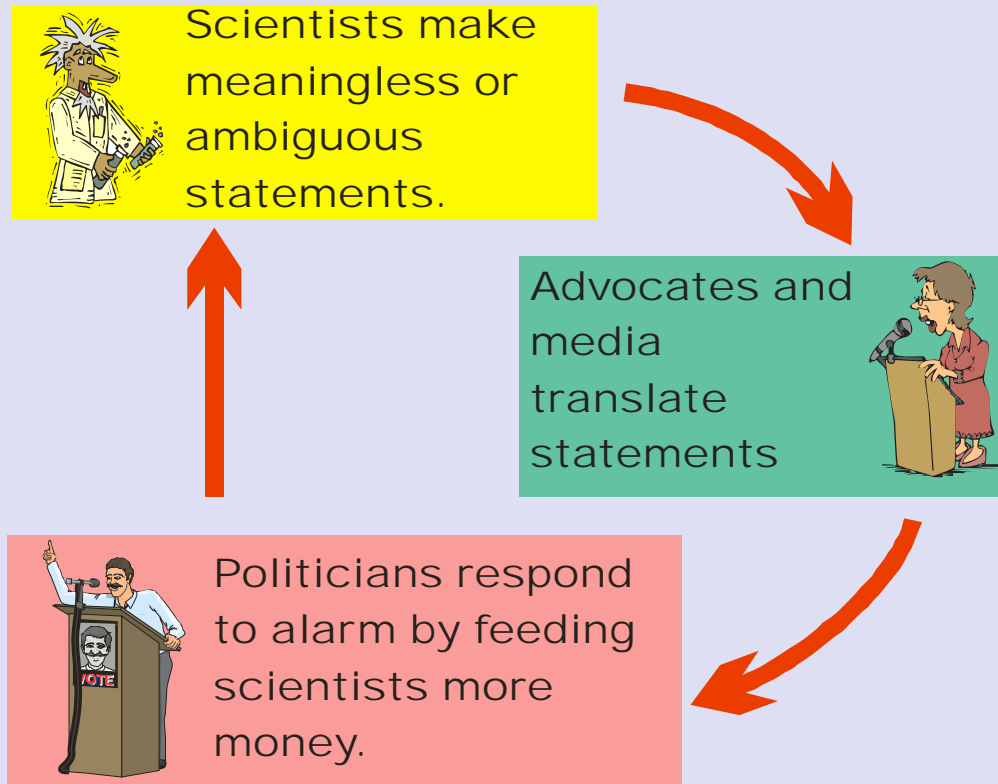 Scientists make
meaningless or
ambiguous
statements.
Advocates and
media
translate
statements
Politicians respond
to alarm by feeding
scientists more
money.
VOTE